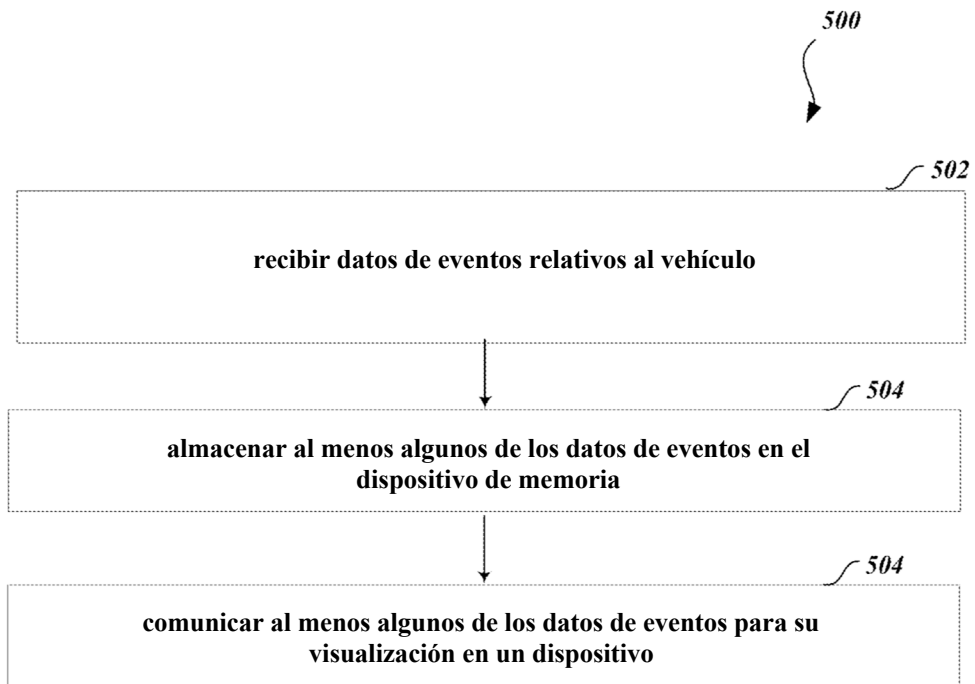 500
502
recibir datos de eventos relativos al vehículo
504
almacenar al menos algunos de los datos de eventos en el
dispositivo de memoria
504
comunicar al menos algunos de los datos de eventos para su
visualización en un dispositivo